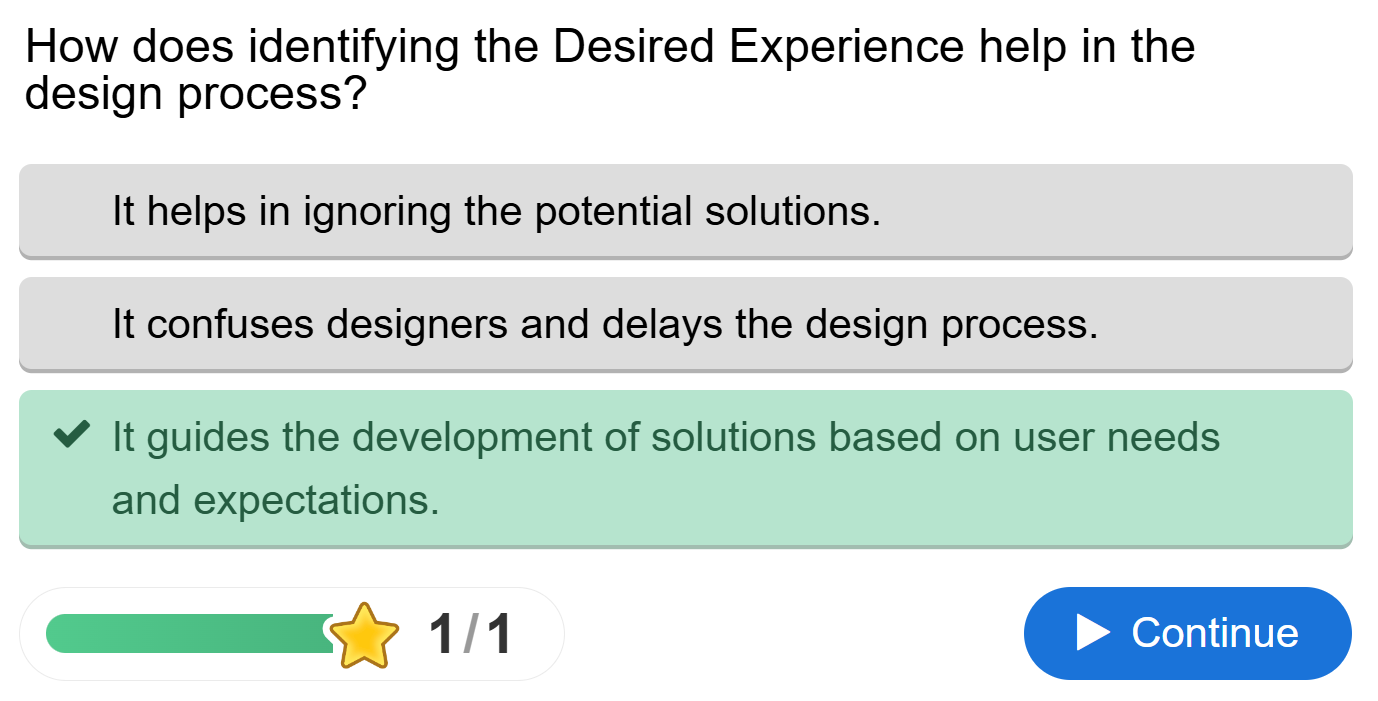 How does identifying the Desired Experience help in the
design process?
It helps in ignoring the potential solutions.
It confuses designers and delays the design process.
It guides the development of solutions based on user needs
and expectations.
1/1
Continue